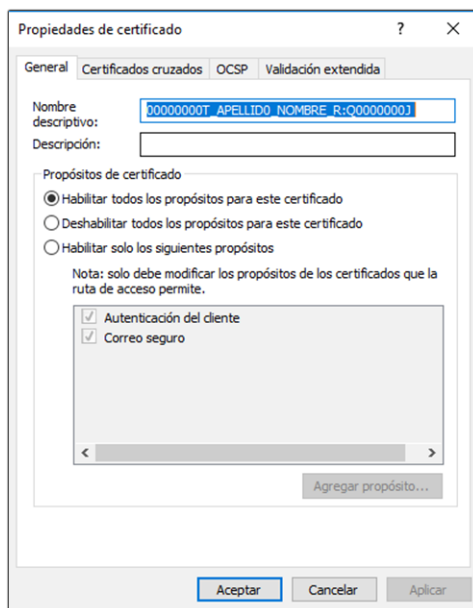 Propiedades de certificado
General Certificados cruzados OCSP Validación extendida
Nombre descriptivo: 00000000T_APELLIDO_NOMBRE_R:Q0000000J
Descripción:
Propósitos de certificado
Habilitar todos los propósitos para este certificado
Deshabilitar todos los propósitos para este certificado
Habilitar solo los siguientes propósitos
Nota: solo debe modificar los propósitos de los certificados que la
ruta de acceso permite.
Autenticación del cliente
Correo seguro
Agregar propósito...
Aceptar Cancelar Aplicar